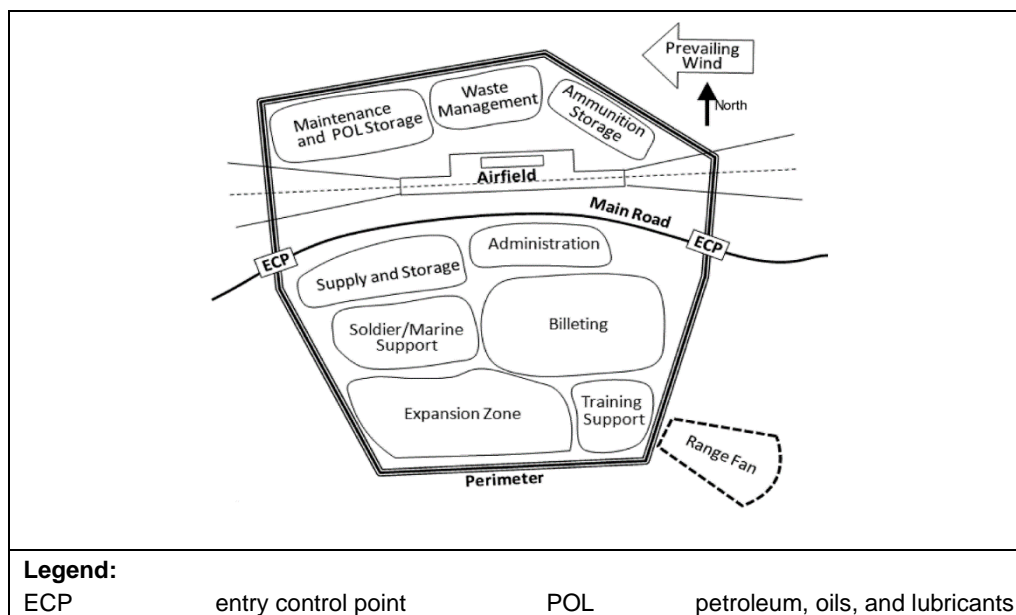 Prevailing
Wind
North
Waste
Management
Maintenance
and POL Storage
Ammunition
Storage
Airfield
Main Road
ECP
ECP
Administration
Supply and Storage
Soldier/Marine
Support
Billeting
Expansion Zone
Training
Support
Range Fan
Perimeter
Legend:
ECP entry control point POL petroleum, oils, and lubricants